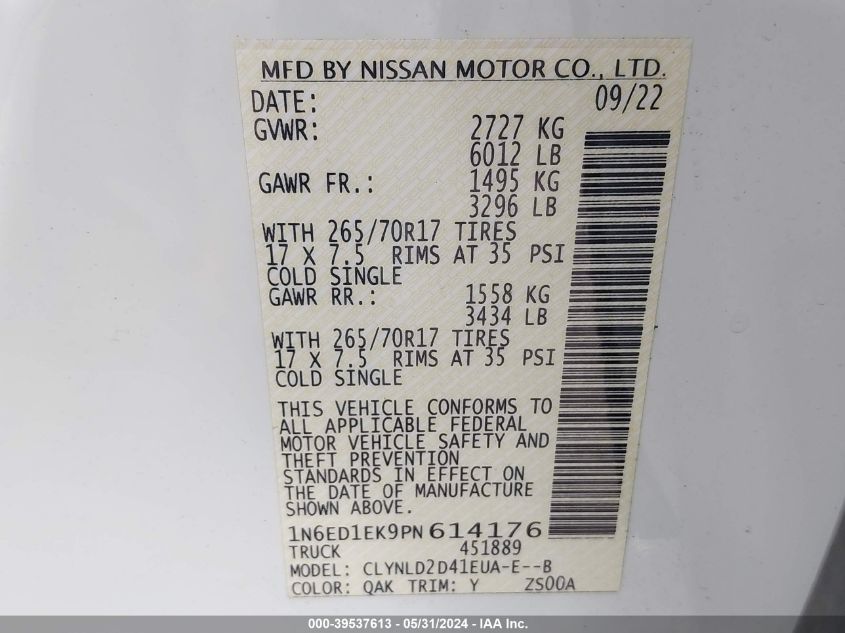 MFD BY NISSAN MOTOR CO., LTD.
DATE: 09/22
GVWR: 2727 KG
6012 LB
GAWR FR.: 1495 KG
3296 LB
WITH 265/70R17 TIRES
17 X 7.5 RIMS AT 35 PSI
COLD SINGLE
GAWR RR.: 1558 KG
3434 LB
WITH 265/70R17 TIRES
17 X 7.5 RIMS AT 35 PSI
COLD SINGLE
THIS VEHICLE CONFORMS TO
ALL APPLICABLE FEDERAL
MOTOR VEHICLE SAFETY AND
THEFT PREVENTION
STANDARDS IN EFFECT ON
THE DATE OF MANUFACTURE
SHOWN ABOVE.
1N6ED1EK9PN614176
TRUCK 451889
MODEL: CLYNLD2D41EUA-E--B
COLOR: QAK TRIM: Y ZS00A
000-39537613 - 05/31/2024 - IAA Inc.